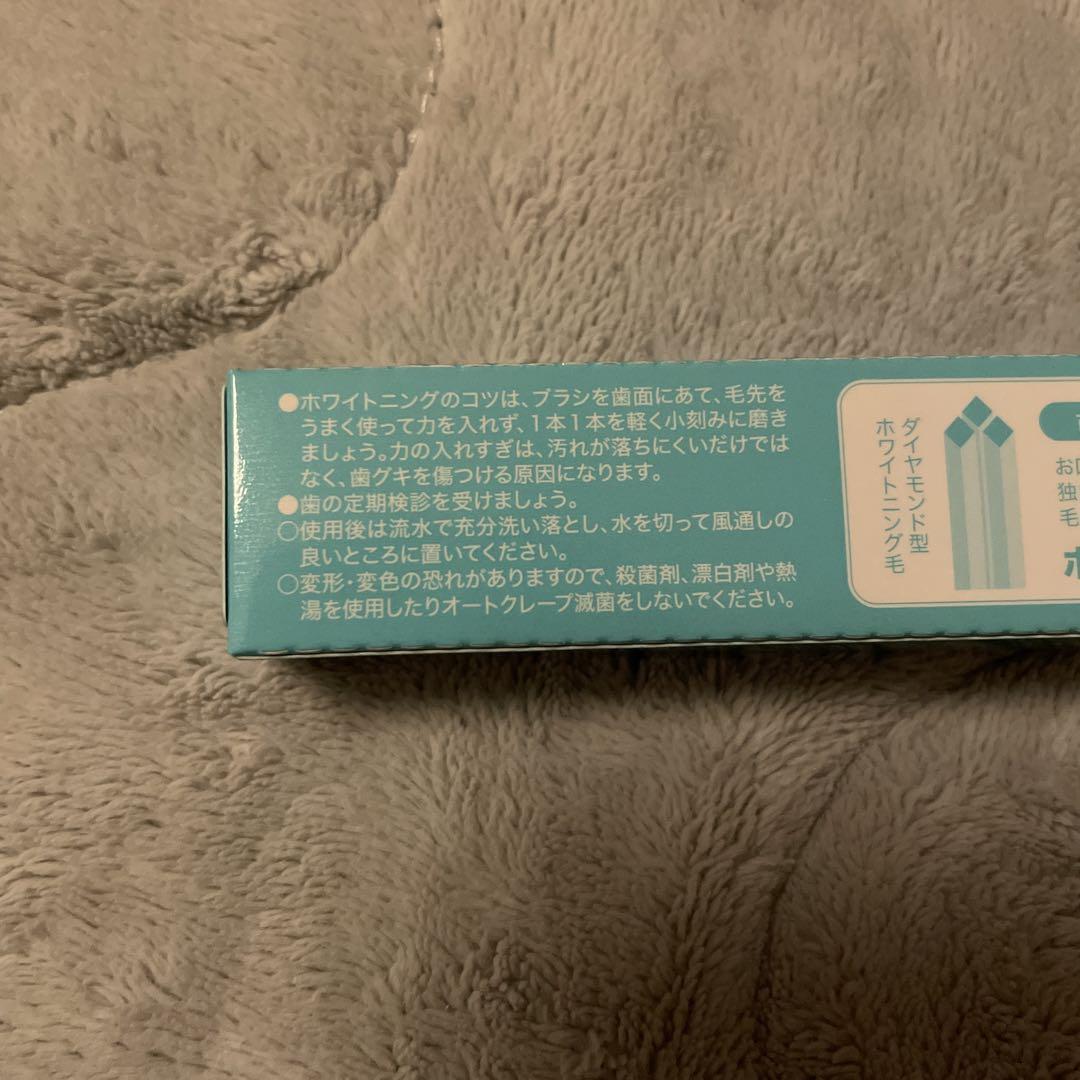 ●ホワイトニングのコツは、ブラシを歯面にあて、毛先を
うまく使って力を入れず、1本1本を軽く小刻みに磨き
ましょう。力の入れすぎは、汚れが落ちにくいだけでは
なく、歯グキを傷つける原因になります。
●歯の定期検診を受けましょう。
○使用後は流水で充分洗い落とし、水を切って風通しの
良いところに置いてください。
○変形・変色の恐れがありますので、殺菌剤、漂白剤や熱
湯を使用したりオートクレープ滅菌をしないでください。
ダイヤモンド型
ホワイトニング毛
お
独
毛